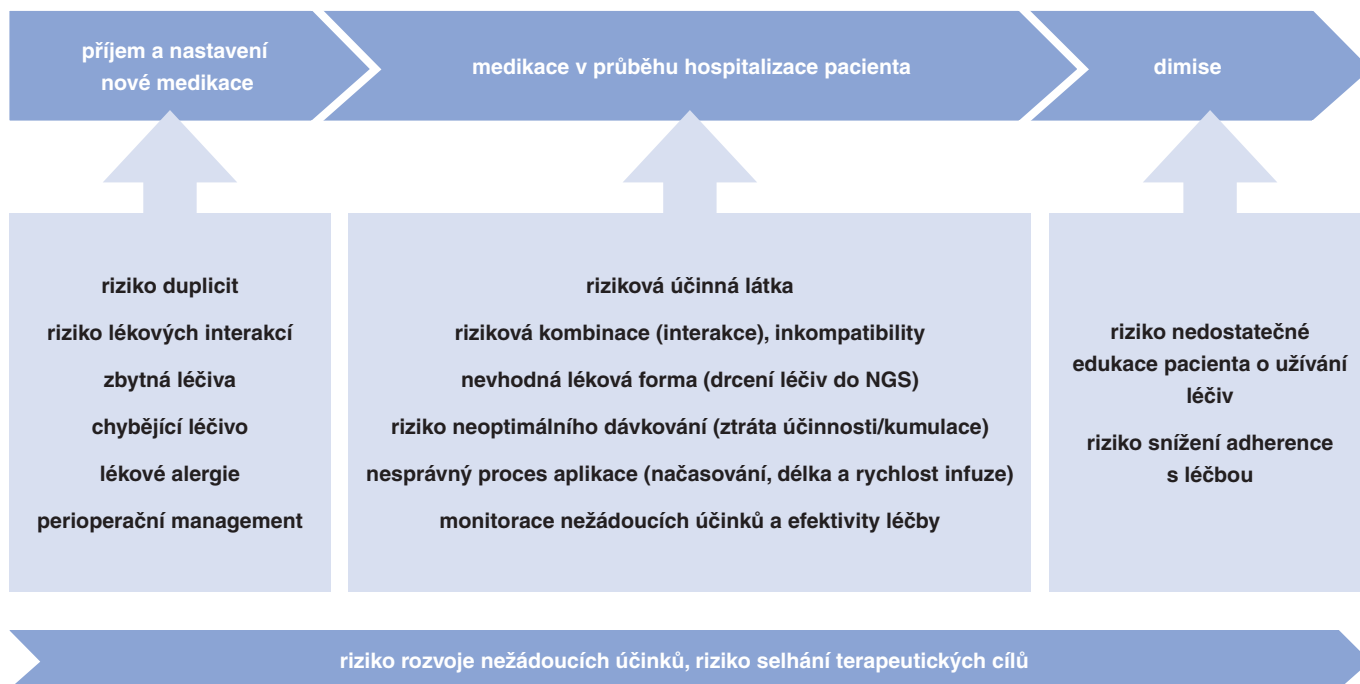 příjem a nastavení
nové medikace
medikace v průběhu hospitalizace pacienta
dimise
riziko duplicit
riziko lékových interakcí
zbytná léčiva
chybějící léčivo
lékové alergie
perioperační management
riziková účinná látka
riziková kombinace (interakce), inkompatibility
nevhodná léková forma (drcení léčiv do NGS)
riziko neoptimálního dávkování (ztráta účinnosti/kumulace)
nesprávný proces aplikace (načasování, délka a rychlost infuze)
monitorace nežádoucích účinků a efektivity léčby
riziko nedostatečné
edukace pacienta o užívání
léčiv
riziko snížení adherence
s léčbou
riziko rozvoje nežádoucích účinků, riziko selhání terapeutických cílů